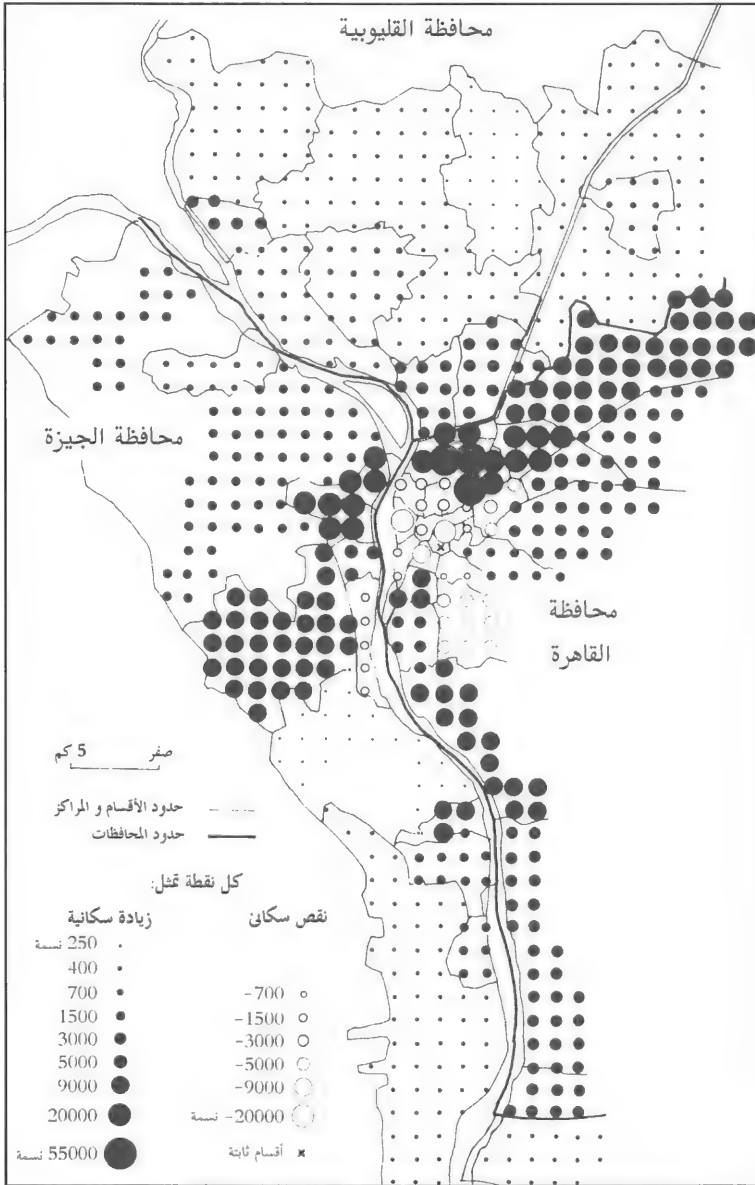 محافظة القليوبية
محافظة الجيزة
محافظة
القاهرة
صفر 5 كم
حدود الأقسام و المراكز
حدود المحافظات
كل نقطة تمثل:
زيادة سكانية
250 نسمة
400
700
1500
3000
5000
9000
20000
55000 نسمة
نقص سكانى
-700
-1500
-3000
-5000
-9000
-20000 نسمة
أقسام ثابتة